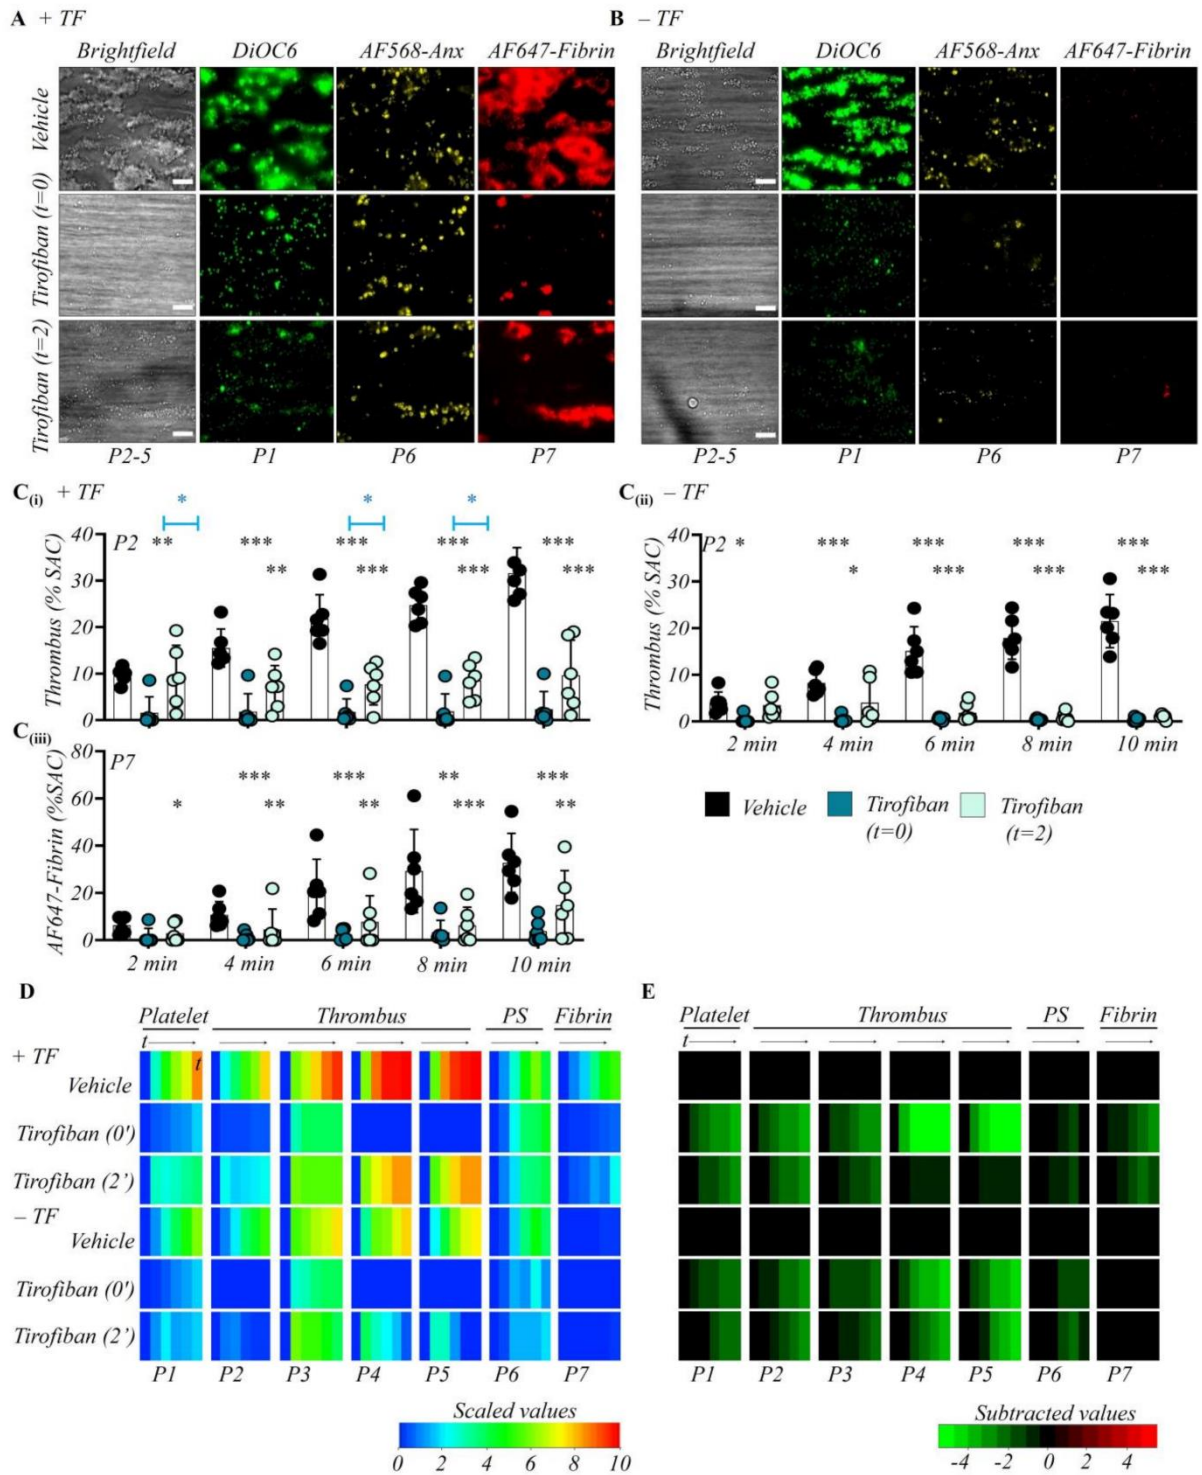 A + TF
Brightfield DiOC6 AF568-Anx AF647-Fibrin
Vehicle
Tirofiban (t=0)
Tirofiban (t=2)
P2-5 P1 P6 P7
B – TF
Brightfield DiOC6 AF568-Anx AF647-Fibrin
P2-5 P1 P6 P7
C(i) + TF
* * *
Thrombus (% SAC)
40
30
20
10
0
P2
** *** *** *** ***
** *** *** ***
C(ii) – TF
Thrombus (% SAC)
40
30
20
10
0
P2
* *** *** *** ***
* *** *** ***
2 min 4 min 6 min 8 min 10 min
Vehicle
Tirofiban (t=0)
Tirofiban (t=2)
C(iii)
AF647-Fibrin (%SAC)
80
60
40
20
0
P7
*** *** ** ***
* ** ** *** **
2 min 4 min 6 min 8 min 10 min
D
Platelet Thrombus PS Fibrin
t
t
+ TF
Vehicle
Tirofiban (0')
Tirofiban (2')
– TF
Vehicle
Tirofiban (0')
Tirofiban (2')
P1 P2 P3 P4 P5 P6 P7
Scaled values
0 2 4 6 8 10
E
Platelet Thrombus PS Fibrin
t
P1 P2 P3 P4 P5 P6 P7
Subtracted values
-4 -2 0 2 4